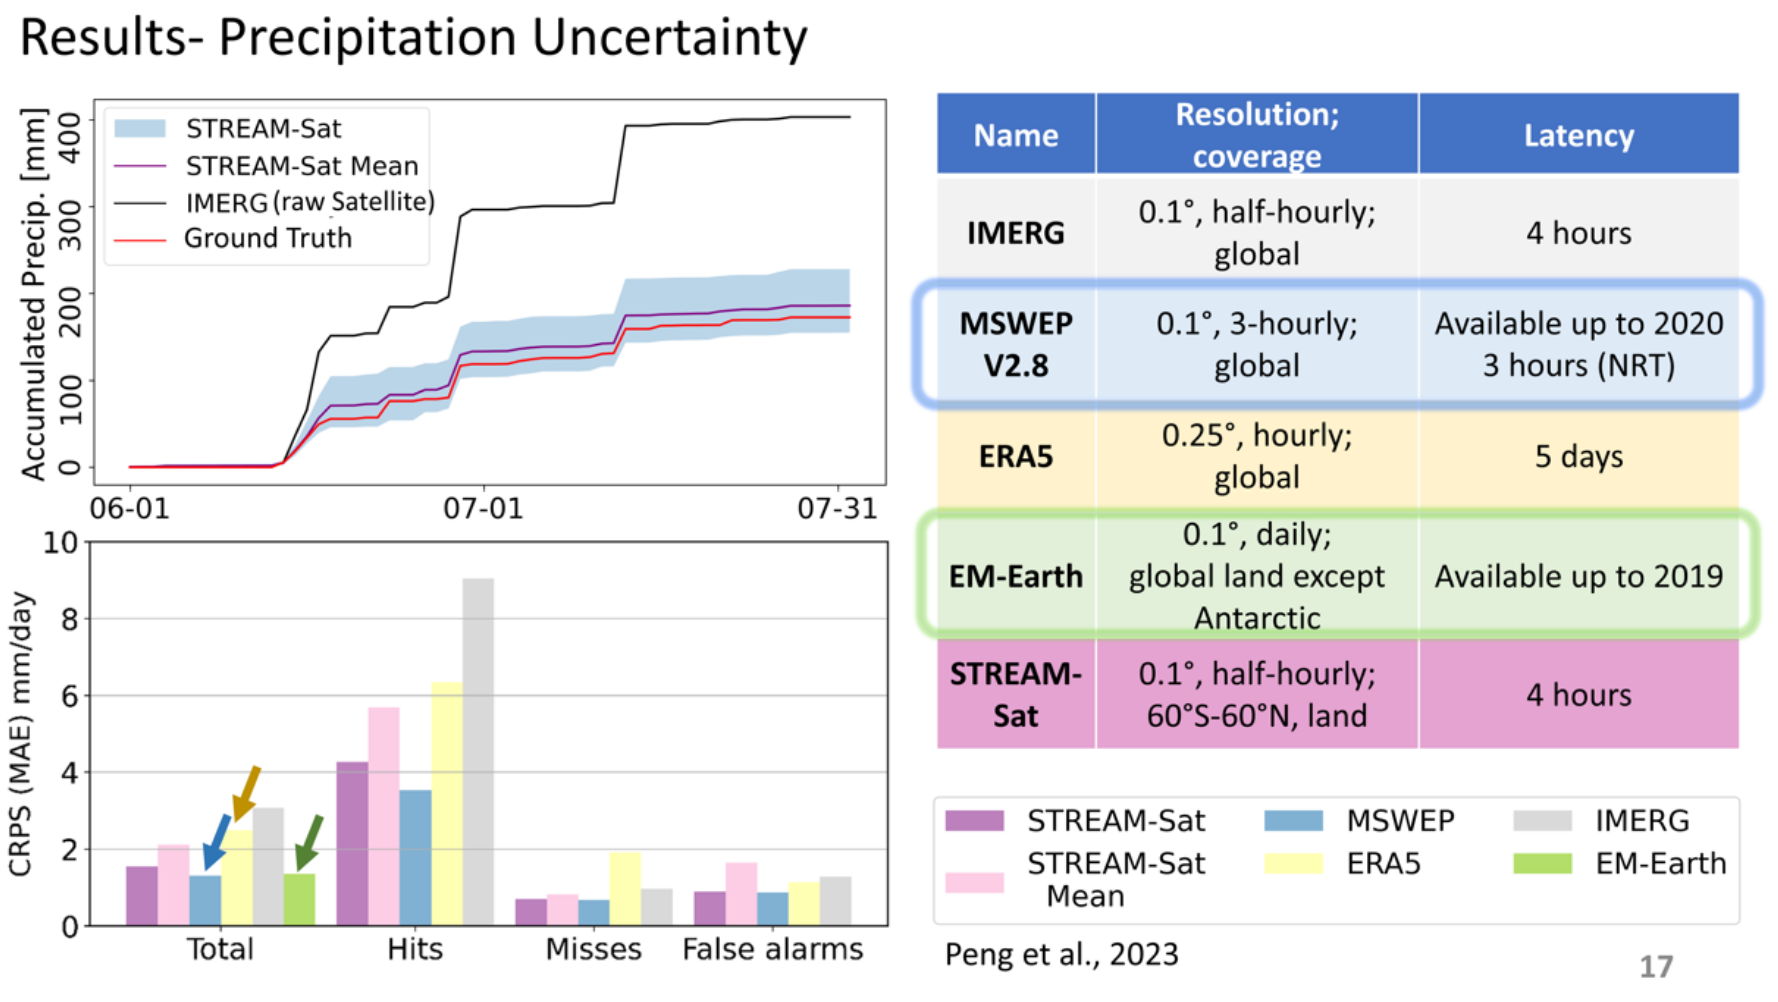 Results- Precipitation Uncertainty
Accumulated Precip. [mm]
400
300
200
100
0
STREAM-Sat
STREAM-Sat Mean
IMERG (raw Satellite)
Ground Truth
06-01
07-01
07-31
CRPS (MAE) mm/day
10
8
6
4
2
0
Total
Hits
Misses
False alarms
Name
Resolution;
coverage
Latency
IMERG
0.1°, half-hourly;
global
4 hours
MSWEP
V2.8
0.1°, 3-hourly;
global
Available up to 2020
3 hours (NRT)
ERA5
0.25°, hourly;
global
5 days
EM-Earth
0.1°, daily;
global land except
Antarctic
Available up to 2019
STREAM-
Sat
0.1°, half-hourly;
60°S-60°N, land
4 hours
STREAM-Sat
STREAM-Sat
Mean
MSWEP
ERA5
IMERG
EM-Earth
Peng et al., 2023
17